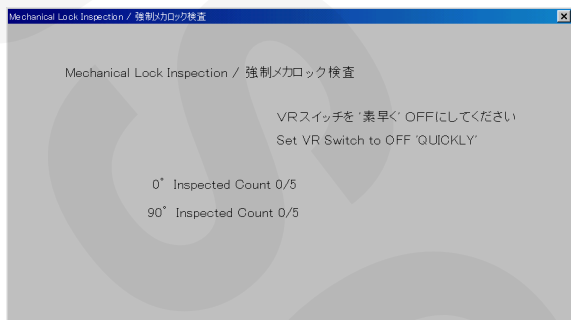 Mechanical Lock Inspection / 強制メカロック検査
Mechanical Lock Inspection / 強制メカロック検査
VRスイッチを '素早く' OFFにしてください
Set VR Switch to OFF 'QUICKLY'
0° Inspected Count 0/5
90° Inspected Count 0/5